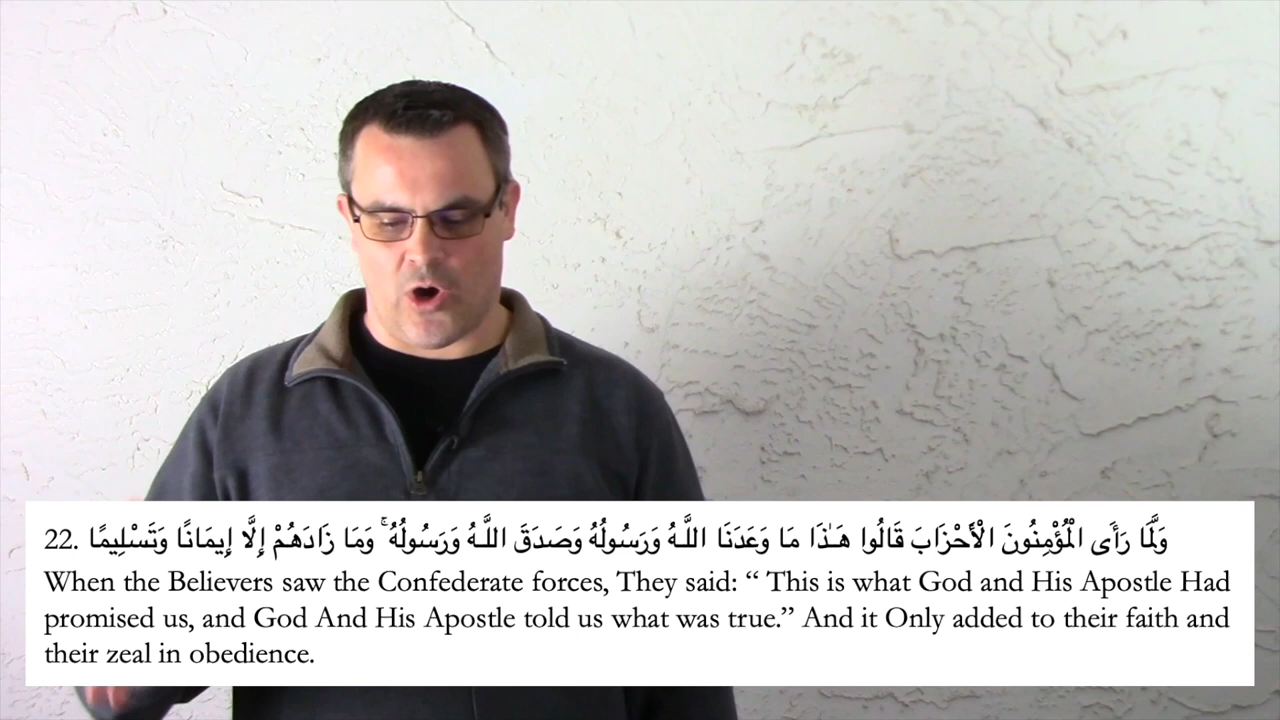 22. وَلَمَّا رَأَى الْمُؤْمِنُونَ الْأَحْزَابَ قَالُوا هَـٰذَا مَا وَعَدَنَا اللَّـهُ وَرَسُولُهُ وَصَدَقَ اللَّـهُ وَرَسُولُهُ ۚ وَمَا زَادَهُمْ إِلَّا إِيمَانًا وَتَسْلِيمًا
When the Believers saw the Confederate forces, They said: “ This is what God and His Apostle Had
promised us, and God And His Apostle told us what was true.” And it Only added to their faith and
their zeal in obedience.